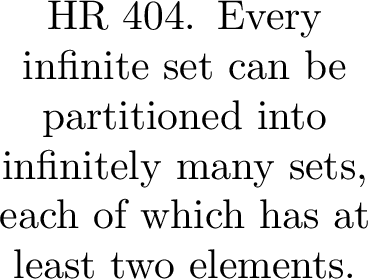 HR 404. Every
infinite set can be
partitioned into
infinitely many sets,
each of which has at
least two elements.